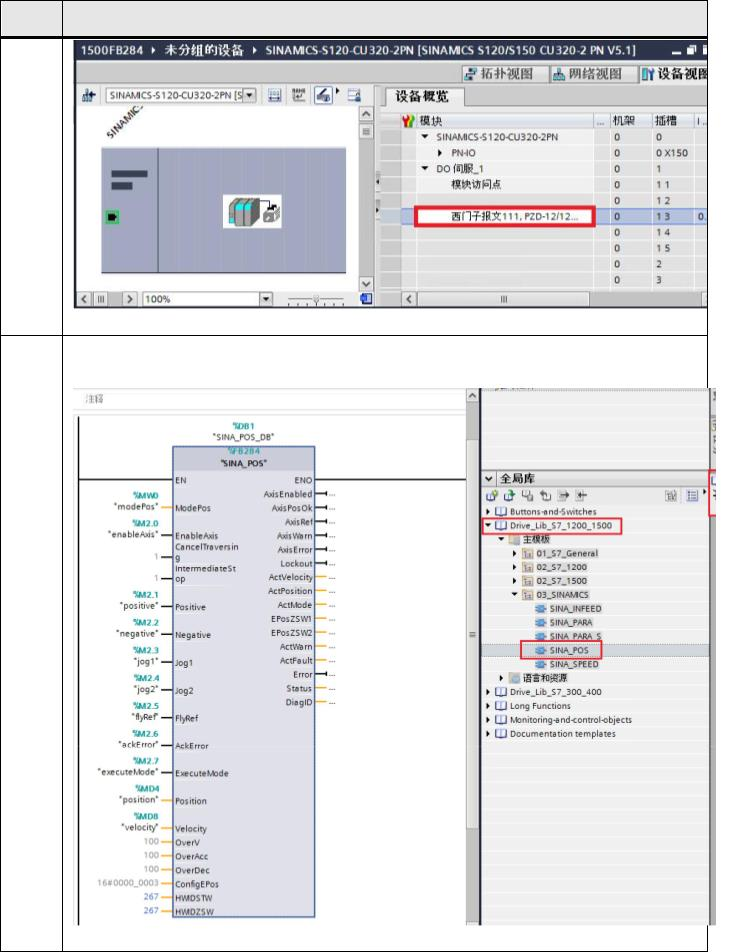 1500FB284 ▸ 未分组的设备 ▸ SINAMICS-S120-CU320-2PN [SINAMICS S120/S150 CU320-2 PN V5.1]
拓扑视图 网络视图 设备视图
SINAMICS-S120-CU320-2PN [S
设备概览
模块 ... 机架 插槽 I ..
SINAMICS-S120-CU320-2PN 0 0
PN-IO 0 0 X150
DO 伺服_1 0 1
模块访问点 0 1 1
0 1 2
西门子报文111, PZD-12/12... 0 1 3 0.
0 1 4
0 1 5
0 2
0 3
100%
注释
%DB1
"SINA_POS_DB"
%FB284
"SINA_POS"
EN
%MW0
"modePos" ModePos
%M2.0
"enableAxis" EnableAxis
1 CancelTraversin
g
1 IntermediateSt
op
%M2.1
"positive" Positive
%M2.2
"negative" Negative
%M2.3
"jog1" Jog1
%M2.4
"jog2" Jog2
%M2.5
"flyRef" FlyRef
%M2.6
"ackError" AckError
%M2.7
"executeMode" ExecuteMode
%MD4
"position" Position
%MD8
"velocity" Velocity
100 OverV
100 OverAcc
100 OverDec
16#0000_0003 ConfigEPos
267 HWIDSTW
267 HWIDZSW
ENO
AxisEnabled ...
AxisPosOk ...
AxisRef ...
AxisWarn ...
AxisError ...
Lockout ...
ActVelocity ...
ActPosition ...
ActMode ...
EPosZSW1 ...
EPosZSW2 ...
ActWarn ...
ActFault ...
Error ...
Status ...
DiagID ...
全局库
Buttons-and-Switches
Drive_Lib_S7_1200_1500
主模板
01_S7_General
02_S7_1200
02_S7_1500
03_SINAMICS
SINA_INFEED
SINA_PARA
SINA_PARA_S
SINA_POS
SINA_SPEED
语言和资源
Drive_Lib_S7_300_400
Long Functions
Monitoring-and-control-objects
Documentation templates